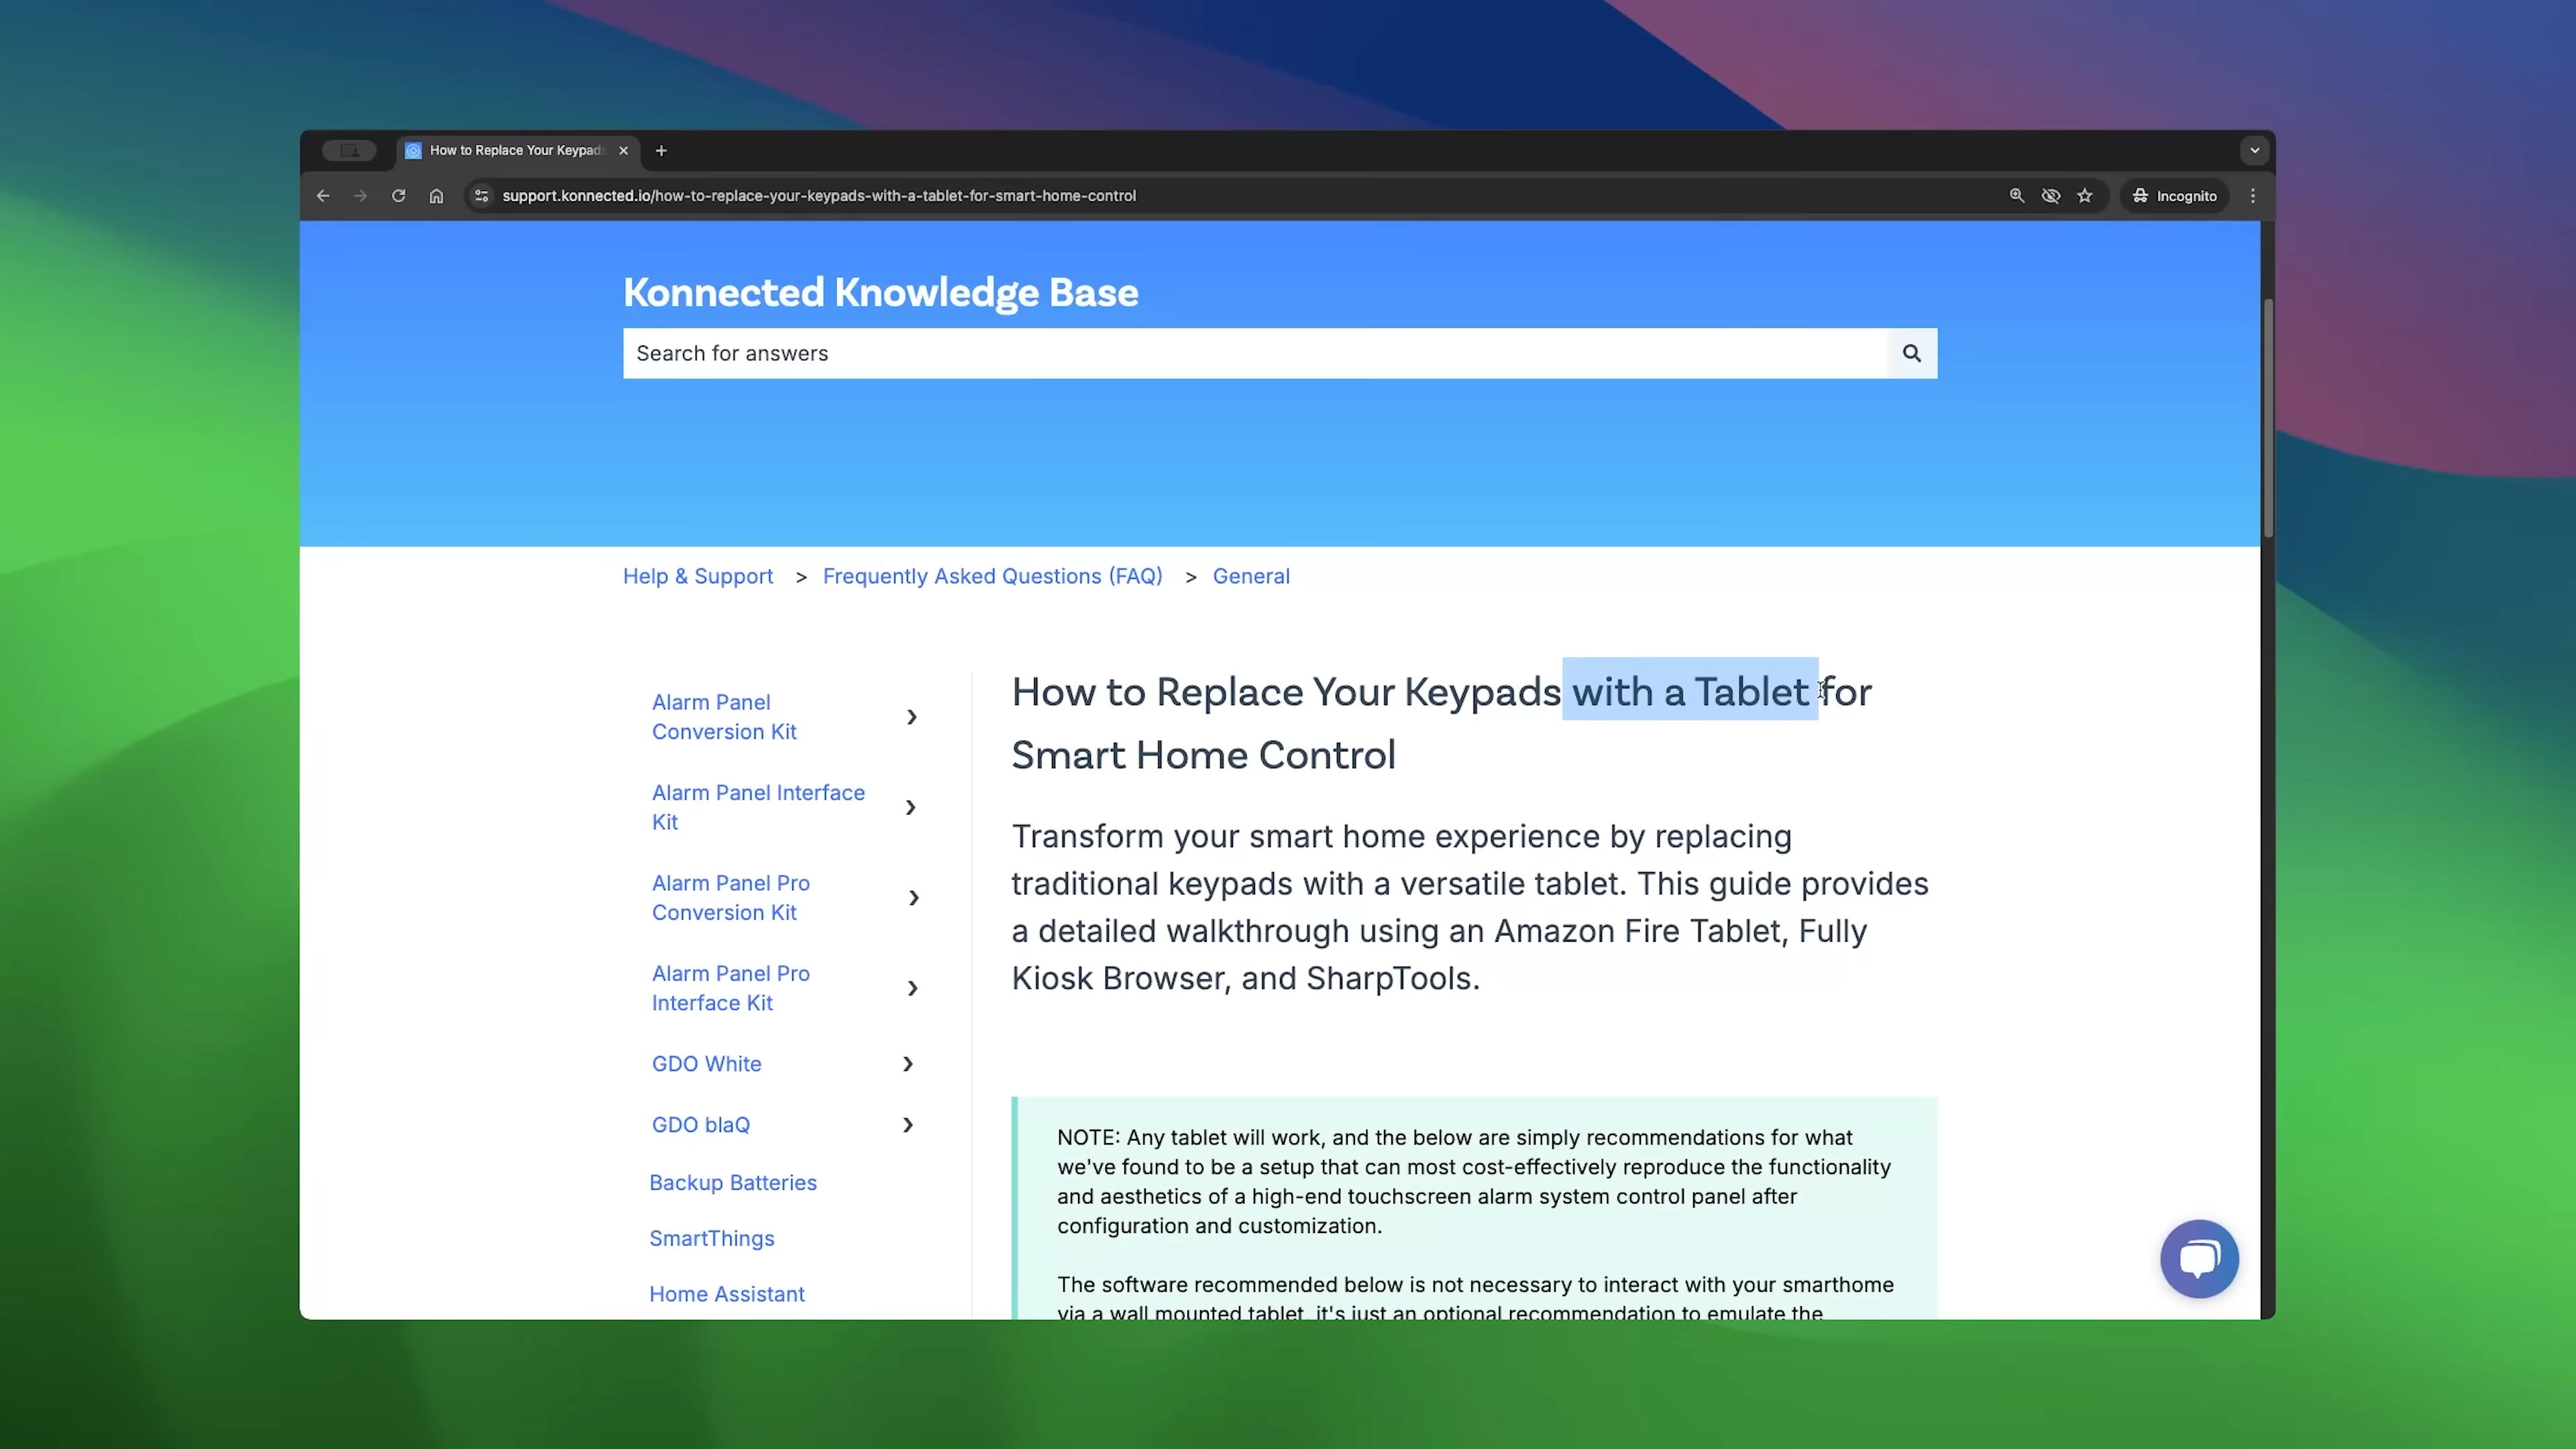 How to Replace Your Keypads
support.konnected.io/how-to-replace-your-keypads-with-a-tablet-for-smart-home-control
Incognito
Konnected Knowledge Base
Search for answers
Help & Support > Frequently Asked Questions (FAQ) > General
Alarm Panel
Conversion Kit
Alarm Panel Interface
Kit
Alarm Panel Pro
Conversion Kit
Alarm Panel Pro
Interface Kit
GDO White
GDO blaQ
Backup Batteries
SmartThings
Home Assistant
How to Replace Your Keypads with a Tablet for
Smart Home Control
Transform your smart home experience by replacing
traditional keypads with a versatile tablet. This guide provides
a detailed walkthrough using an Amazon Fire Tablet, Fully
Kiosk Browser, and SharpTools.
NOTE: Any tablet will work, and the below are simply recommendations for what
we've found to be a setup that can most cost-effectively reproduce the functionality
and aesthetics of a high-end touchscreen alarm system control panel after
configuration and customization.
The software recommended below is not necessary to interact with your smarthome
via a wall mounted tablet, it's just an optional recommendation to emulate the